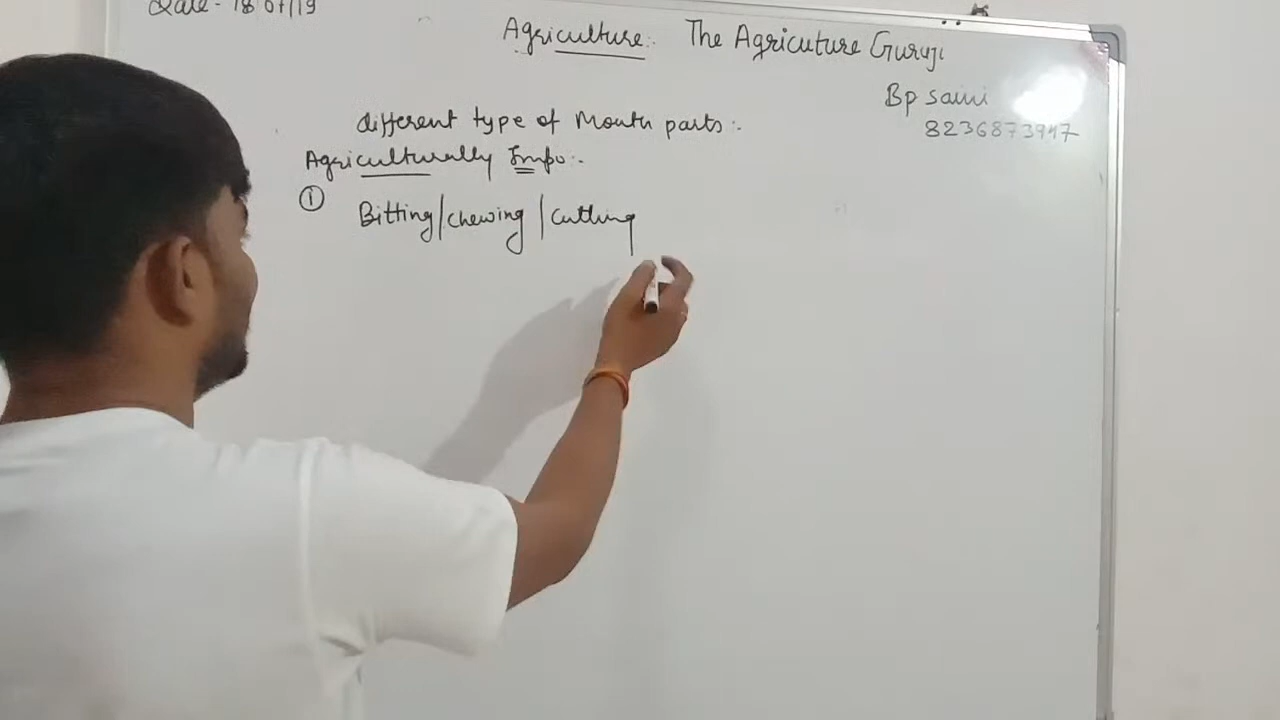 Date - 18 07/19
Agriculture:. The Agricuture Guruji
Bp saini
8236873947
different type of Mouth parts:-
Agriculturally Impo:-
① Bitting/chewing/cutting